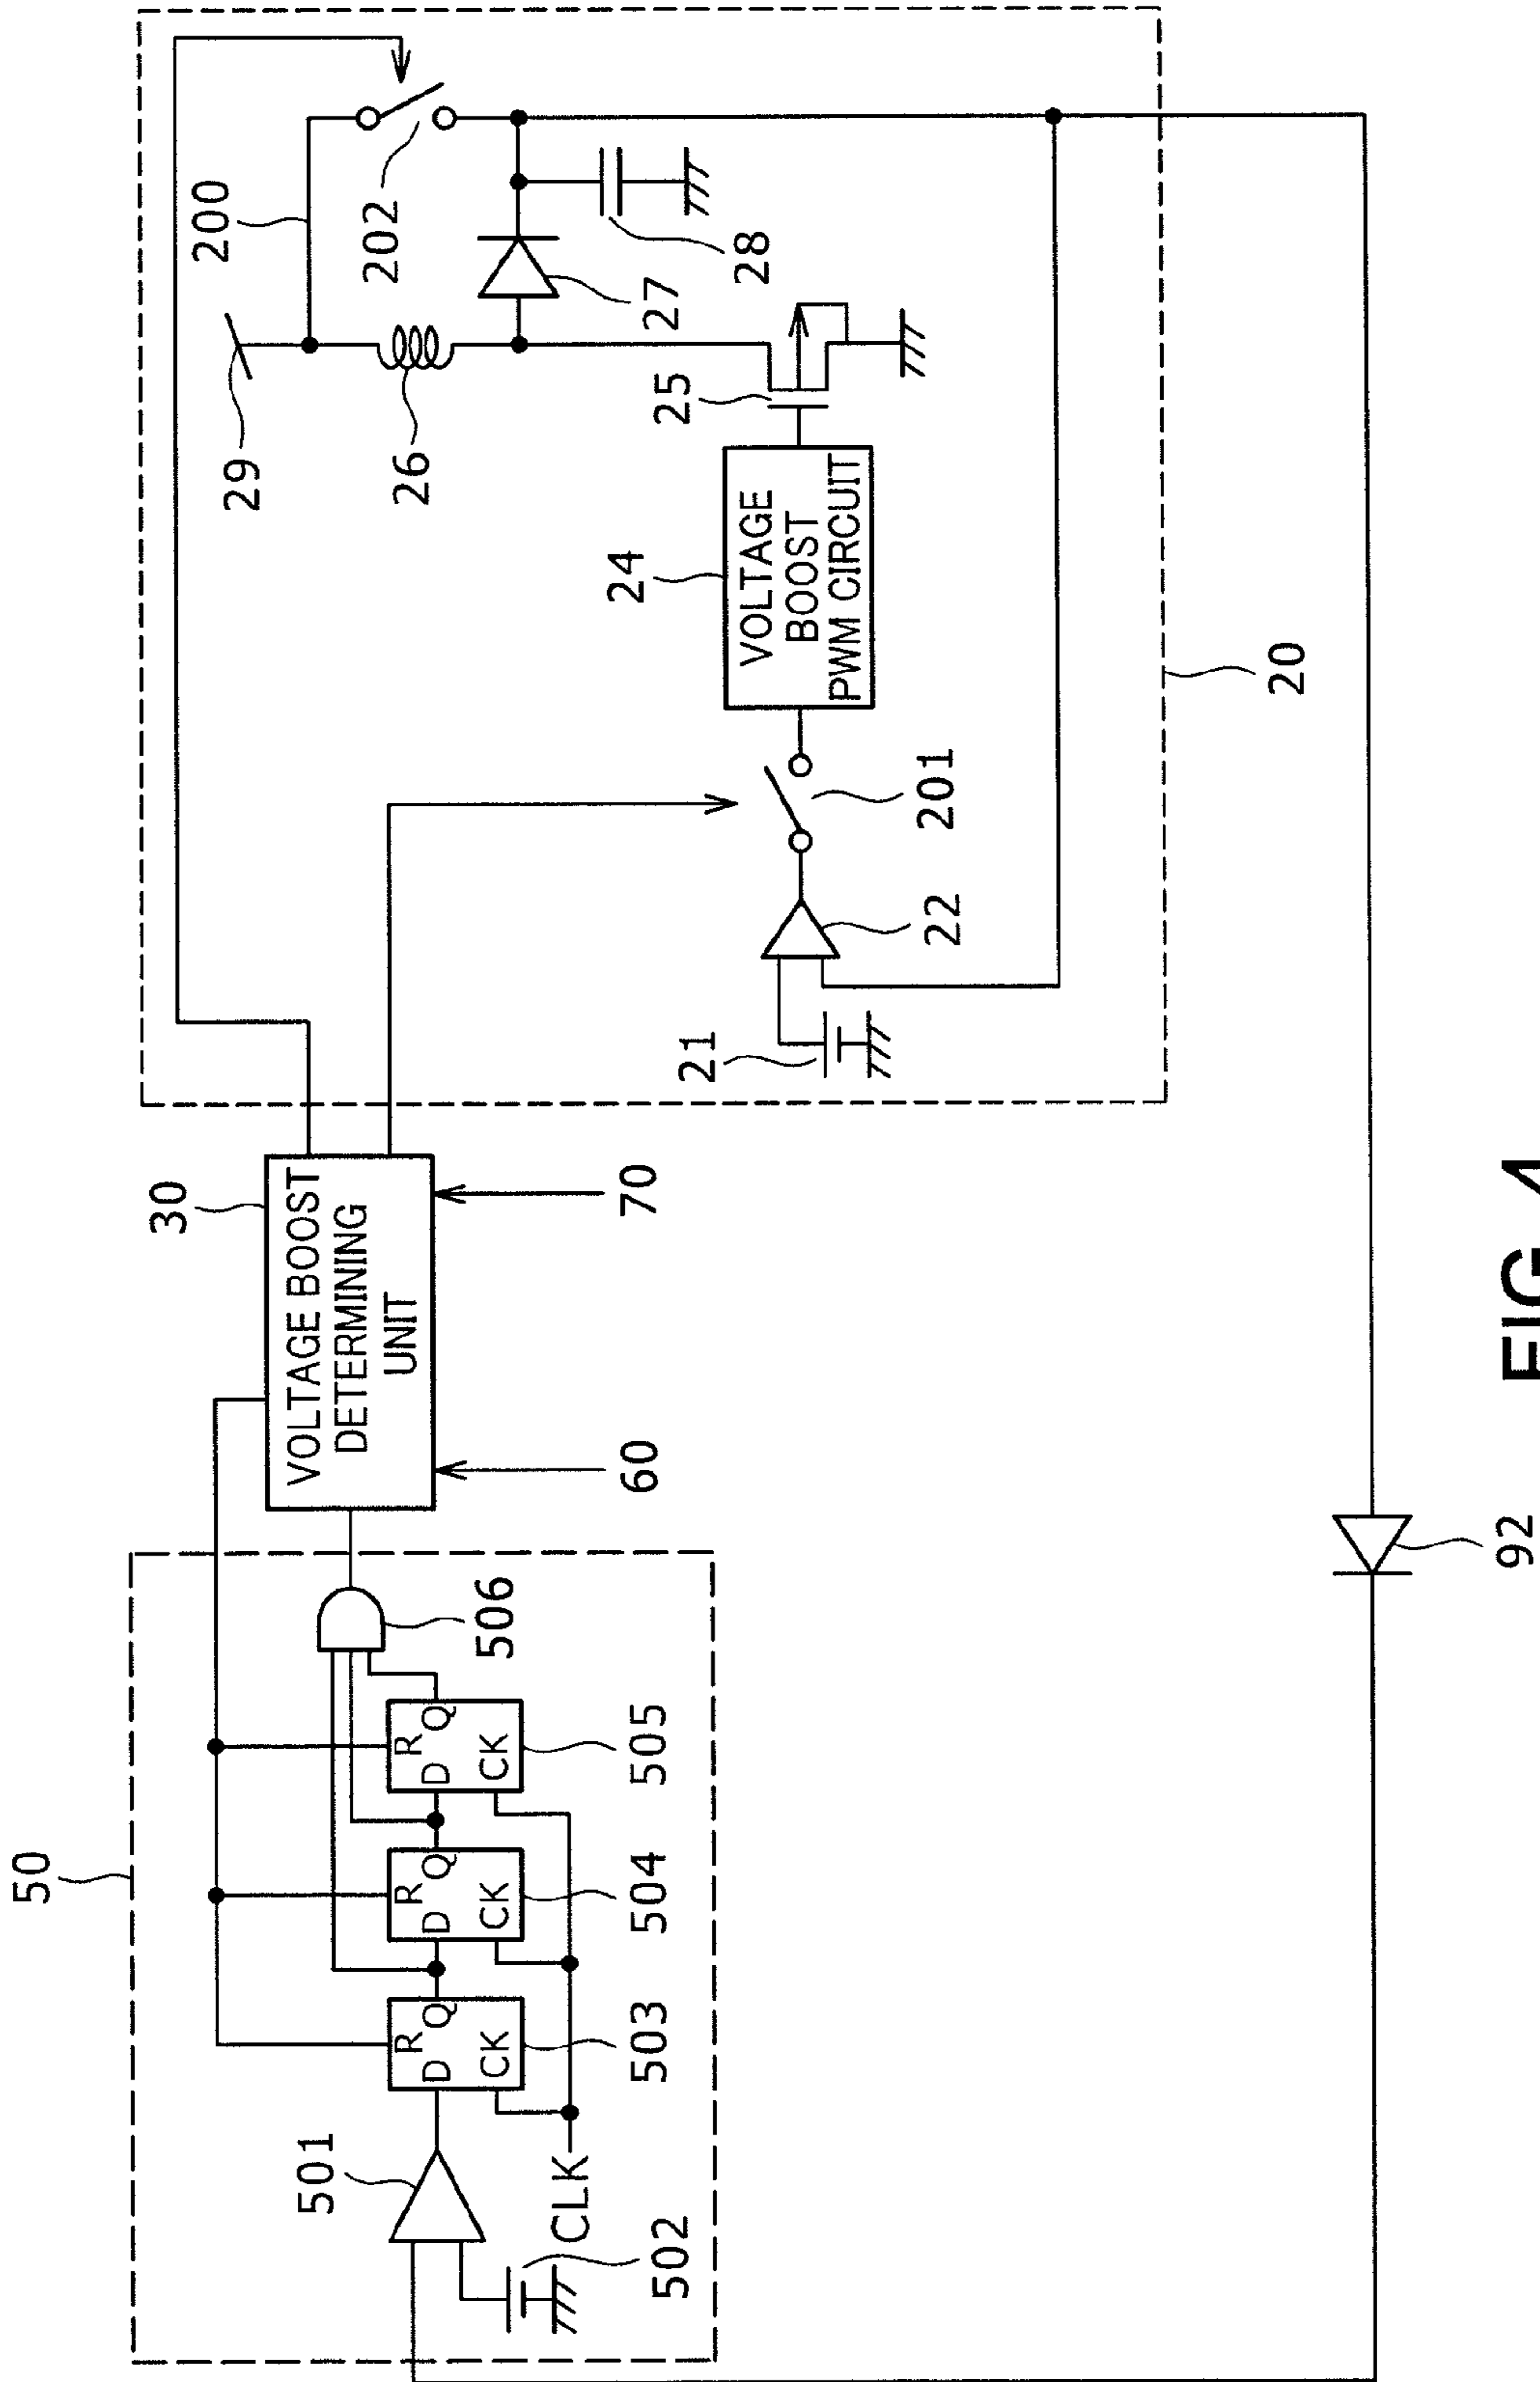 50
501
502
CLK
R
D
Q
CK
503
R
D
Q
CK
504
R
D
Q
CK
505
506
30
VOLTAGE BOOST
DETERMINING
UNIT
60
70
200
29
26
202
27
28
25
24
VOLTAGE
BOOST
PWM CIRCUIT
201
22
21
20
92
FIG. 4